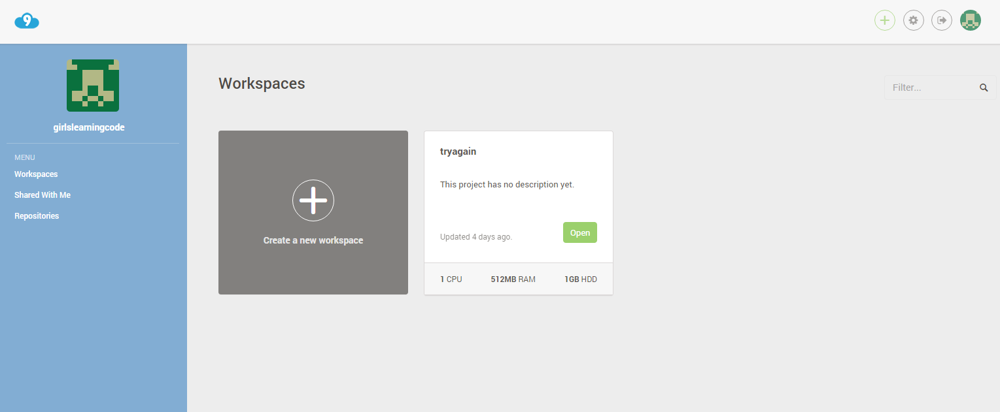 9
girlslearningcode
MENU
Workspaces
Shared With Me
Repositories
Workspaces
Filter...
Create a new workspace
tryagain
This project has no description yet.
Updated 4 days ago.
Open
1 CPU 512MB RAM 1GB HDD